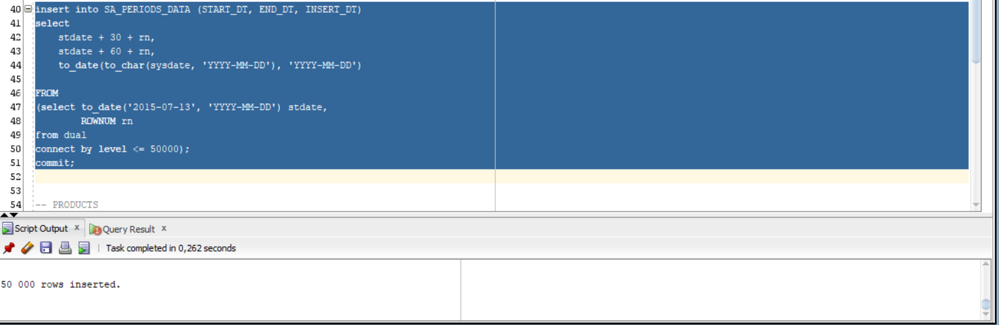 40 insert into SA_PERIODS_DATA (START_DT, END_DT, INSERT_DT)
41 select
42     stdate + 30 + rn,
43     stdate + 60 + rn,
44     to_date(to_char(sysdate, 'YYYY-MM-DD'), 'YYYY-MM-DD')
45
46 FROM
47 (select to_date('2015-07-13', 'YYYY-MM-DD') stdate,
48         ROWNUM rn
49 from dual
50 connect by level <= 50000);
51 commit;
52
53
54 -- PRODUCTS
Script Output x Query Result x
Task completed in 0,262 seconds
50 000 rows inserted.